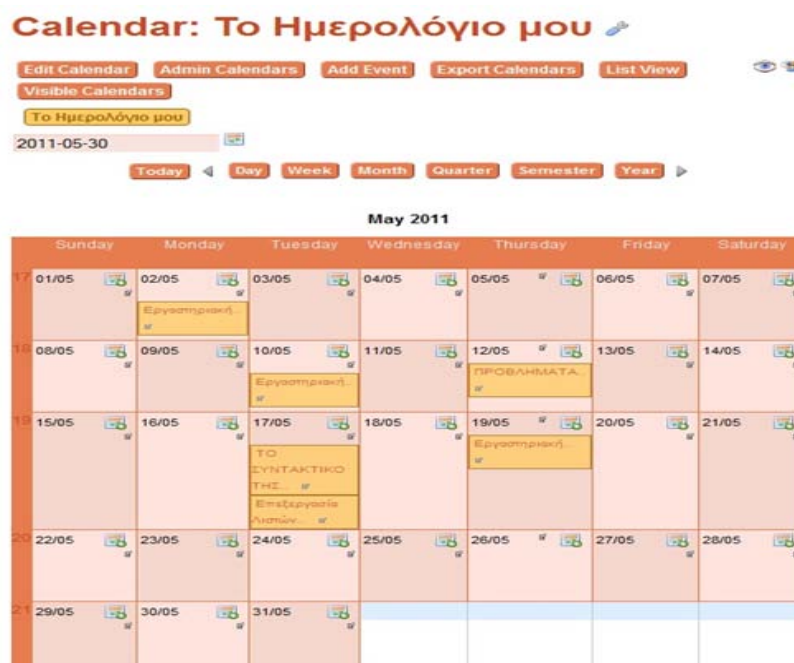 Calendar: Το Ημερολόγιο μου
Edit Calendar Admin Calendars Add Event Export Calendars List View
Visible Calendars
Το Ημερολόγιο μου
2011-05-30
Today Day Week Month Quarter Semester Year
May 2011
Sunday Monday Tuesday Wednesday Thursday Friday Saturday
17 01/05 02/05 03/05 04/05 05/05 06/05 07/05
Εργαστηριακή...
18 08/05 09/05 10/05 11/05 12/05 13/05 14/05
Εργαστηριακή... ΠΡΟΒΛΗΜΑΤΑ...
19 15/05 16/05 17/05 18/05 19/05 20/05 21/05
ΤΟ Εργαστηριακή...
ΣΥΝΤΑΚΤΙΚΟ
ΤΗΣ...
Επεξεργασία
Λιστών...
20 22/05 23/05 24/05 25/05 26/05 27/05 28/05
21 29/05 30/05 31/05